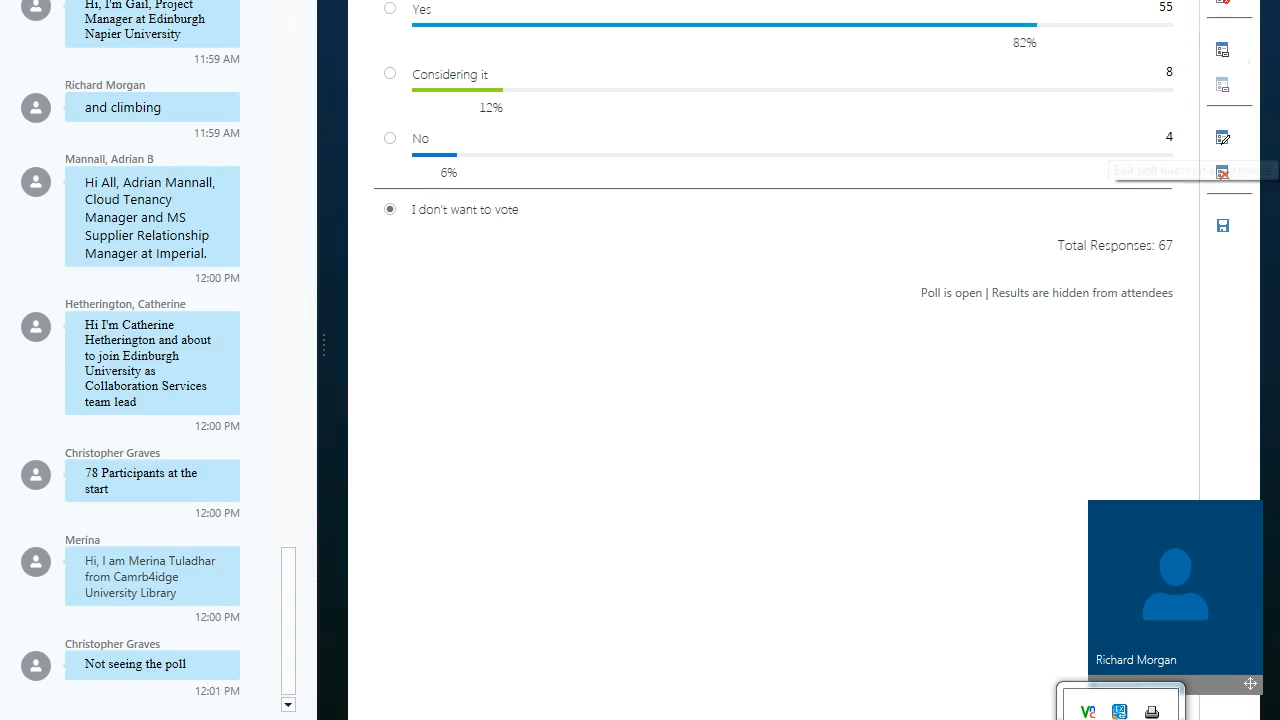 Hi, I'm Gail, Project
Manager at Edinburgh
Napier University
11:59 AM
Richard Morgan
and climbing
11:59 AM
Mannall, Adrian B
Hi All, Adrian Mannall,
Cloud Tenancy
Manager and MS
Supplier Relationship
Manager at Imperial.
12:00 PM
Hetherington, Catherine
Hi I'm Catherine
Hetherington and about
to join Edinburgh
University as
Collaboration Services
team lead
12:00 PM
Christopher Graves
78 Participants at the
start
12:00 PM
Merina
Hi, I am Merina Tuladhar
from Camrb4idge
University Library
12:00 PM
Christopher Graves
Not seeing the poll
12:01 PM
Yes 55
82%
Considering it 8
12%
No 4
6%
I don't want to vote
Total Responses: 67
Poll is open | Results are hidden from attendees
Edit poll question
Richard Morgan